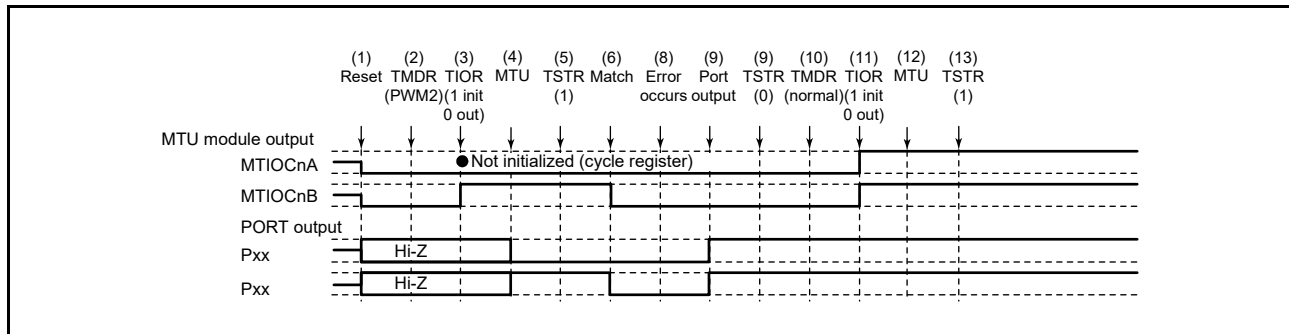 (1) (2) (3) (4) (5) (6) (8) (9) (9) (10) (11) (12) (13)
Reset TMDR TIOR MTU TSTR Match Error Port TSTR TMDR TIOR MTU TSTR
(PWM2) (1 init (1) occurs output (0) (normal) (1 init (1)
0 out) 0 out)
MTU module output
MTIOCnA
● Not initialized (cycle register)
MTIOCnB
PORT output
Pxx
Hi-Z
Pxx
Hi-Z